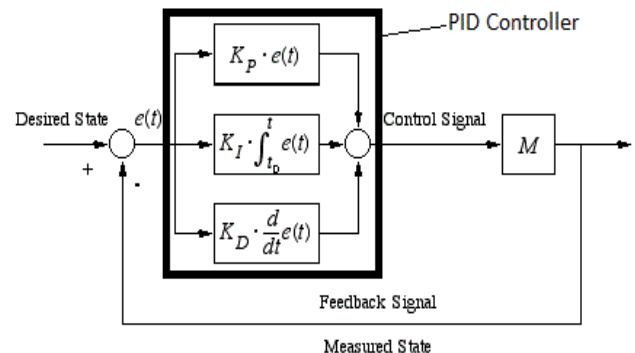 PID Controller
K_P · e(t)
Desired State
e(t)
K_I · ∫_{t_0}^{t} e(t)
Control Signal
M
+
-
K_D · d/dt e(t)
Feedback Signal
Measured State